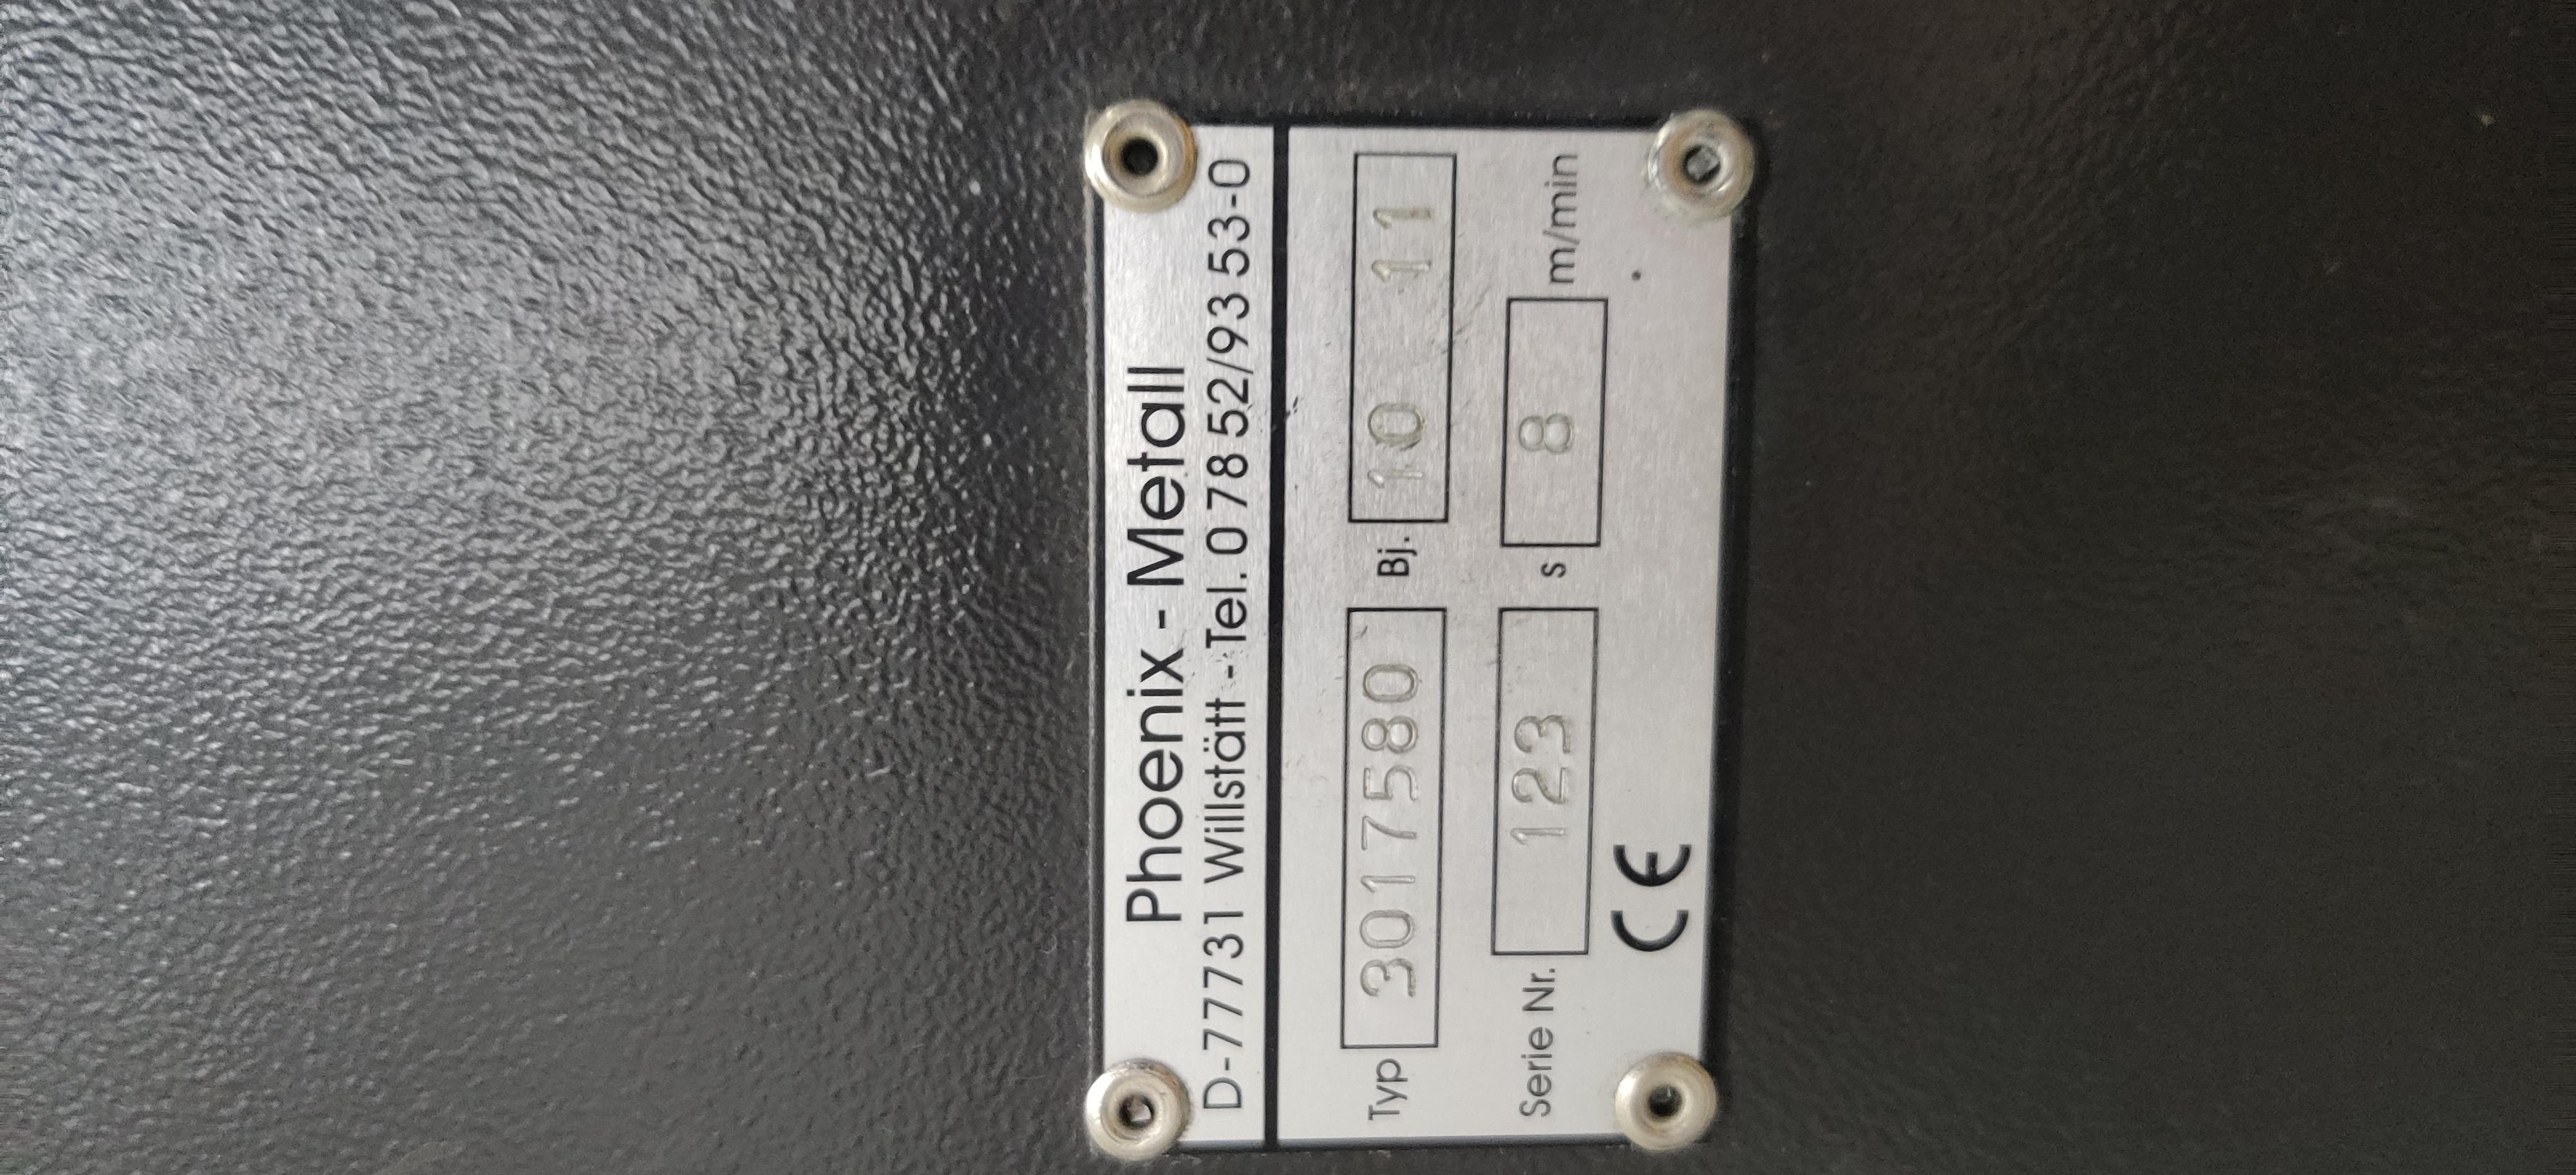 Phoenix - Metall
D-77731 Willstätt - Tel. 0 78 52/93 53-0
Typ 3017580 Bj. 10 11
Serie Nr. 123 s 8 m/min
CE